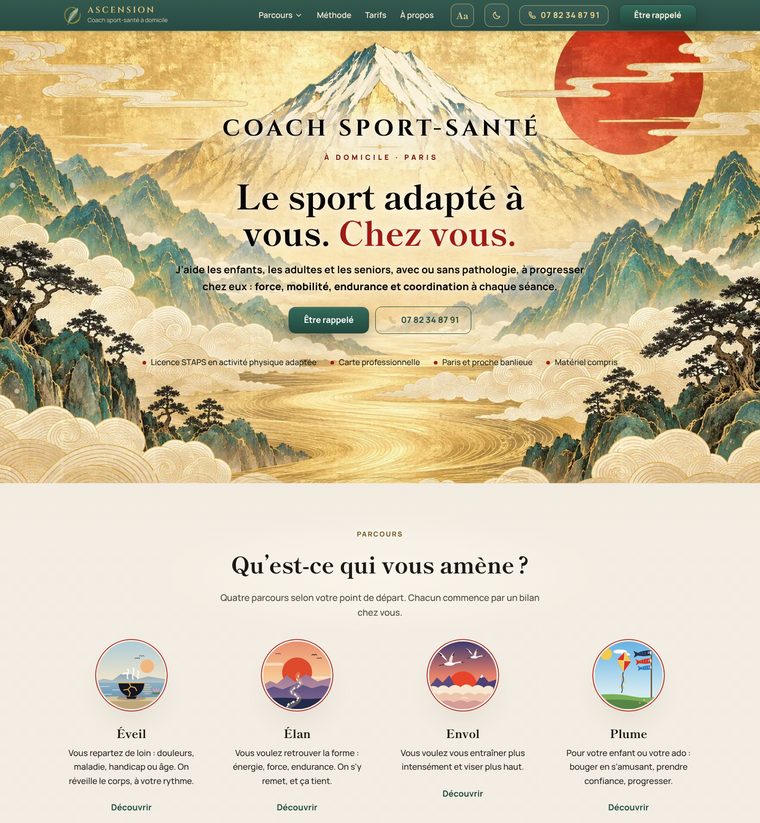 ASCENSION
Coach sport-santé à domicile
Parcours
Méthode
Tarifs
À propos
Aa
07 82 34 87 91
Être rappelé
COACH SPORT-SANTÉ
À DOMICILE · PARIS
Le sport adapté à
vous. Chez vous.
J'aide les enfants, les adultes et les seniors, avec ou sans pathologie, à progresser
chez eux : force, mobilité, endurance et coordination à chaque séance.
Être rappelé
07 82 34 87 91
Licence STAPS en activité physique adaptée
Carte professionnelle
Paris et proche banlieue
Matériel compris
PARCOURS
Qu'est-ce qui vous amène ?
Quatre parcours selon votre point de départ. Chacun commence par un bilan
chez vous.
Éveil
Vous repartez de loin : douleurs,
maladie, handicap ou âge. On
réveille le corps, à votre rythme.
Découvrir
Élan
Vous voulez retrouver la forme :
énergie, force, endurance. On s'y
remet, et ça tient.
Découvrir
Envol
Vous voulez vous entraîner plus
intensément et viser plus haut.
Découvrir
Plume
Pour votre enfant ou votre ado :
bouger en s'amusant, prendre
confiance, progresser.
Découvrir